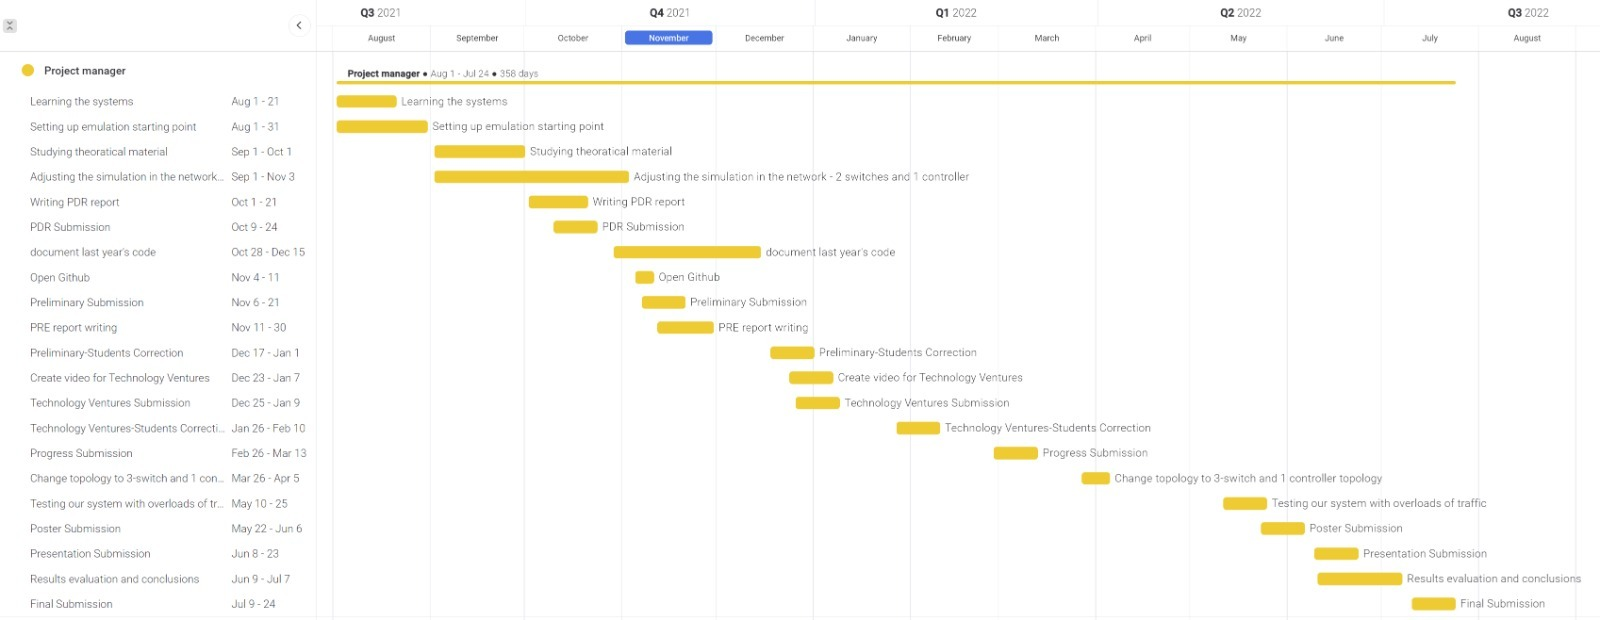 Q3 2021 Q4 2021 Q1 2022 Q2 2022 Q3 2022
August September October November December January February March April May June July August
Project manager Project manager • Aug 1 - Jul 24 • 358 days
Learning the systems Aug 1 - 21 Learning the systems
Setting up emulation starting point Aug 1 - 31 Setting up emulation starting point
Studying theoratical material Sep 1 - Oct 1 Studying theoratical material
Adjusting the simulation in the network... Sep 1 - Nov 3 Adjusting the simulation in the network - 2 switches and 1 controller
Writing PDR report Oct 1 - 21 Writing PDR report
PDR Submission Oct 9 - 24 PDR Submission
document last year's code Oct 28 - Dec 15 document last year's code
Open Github Nov 4 - 11 Open Github
Preliminary Submission Nov 6 - 21 Preliminary Submission
PRE report writing Nov 11 - 30 PRE report writing
Preliminary-Students Correction Dec 17 - Jan 1 Preliminary-Students Correction
Create video for Technology Ventures Dec 23 - Jan 7 Create video for Technology Ventures
Technology Ventures Submission Dec 25 - Jan 9 Technology Ventures Submission
Technology Ventures-Students Correcti... Jan 26 - Feb 10 Technology Ventures-Students Correction
Progress Submission Feb 26 - Mar 13 Progress Submission
Change topology to 3-switch and 1 con... Mar 26 - Apr 5 Change topology to 3-switch and 1 controller topology
Testing our system with overloads of tr... May 10 - 25 Testing our system with overloads of traffic
Poster Submission May 22 - Jun 6 Poster Submission
Presentation Submission Jun 8 - 23 Presentation Submission
Results evaluation and conclusions Jun 9 - Jul 7 Results evaluation and conclusions
Final Submission Jul 9 - 24 Final Submission